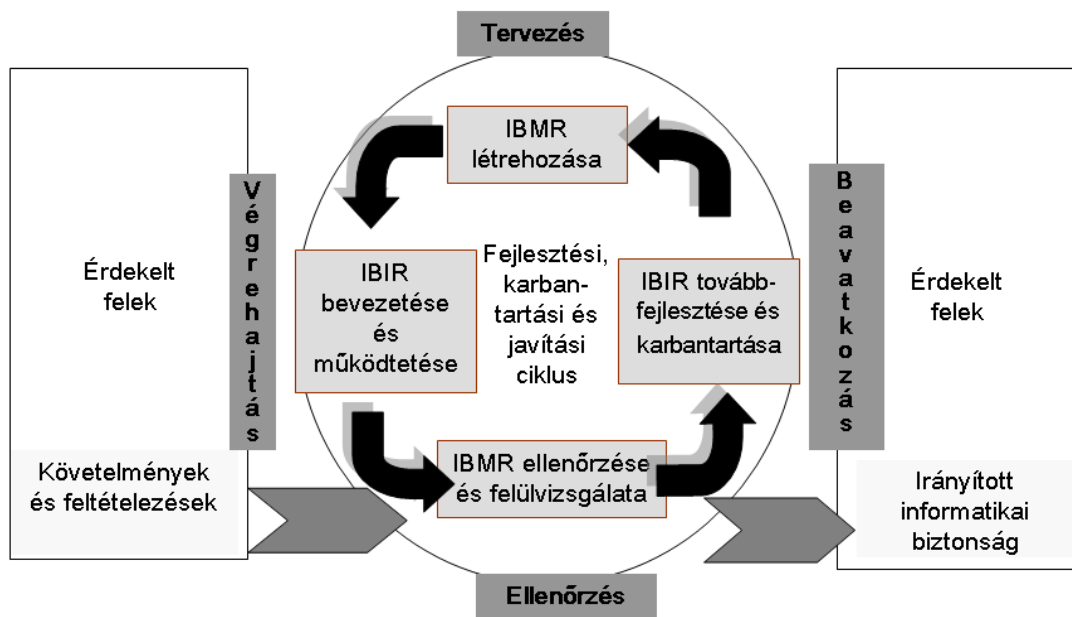 Tervezés
Érdekelt
felek
Végrehajtás
Követelmények
és feltételezések
IBMR
létrehozása
IBIR
bevezetése
és
működtetése
Fejlesztési,
karban-
tartási és
javítási
ciklus
IBIR tovább-
fejlesztése és
karbantartása
IBMR ellenőrzése
és felülvizsgálata
Beavatkozás
Érdekelt
felek
Irányított
informatikai
biztonság
Ellenőrzés